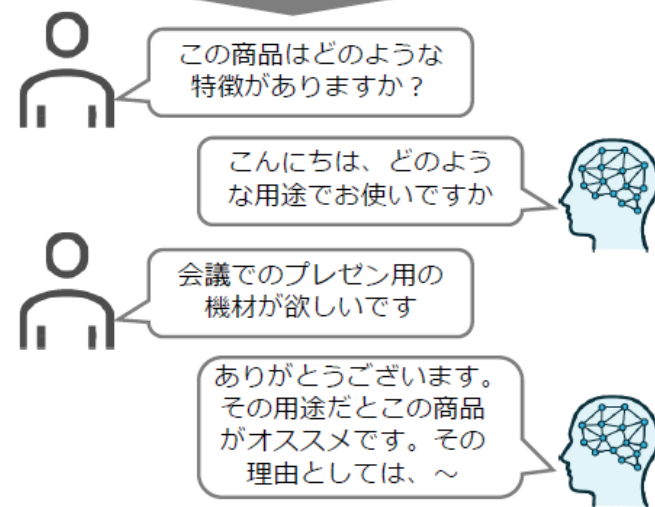 この商品はどのような
特徴がありますか？
こんにちは、どのよう
な用途でお使いですか
会議でのプレゼン用の
機材が欲しいです
ありがとうございます。
その用途だとこの商品
がオススメです。その
理由としては、～